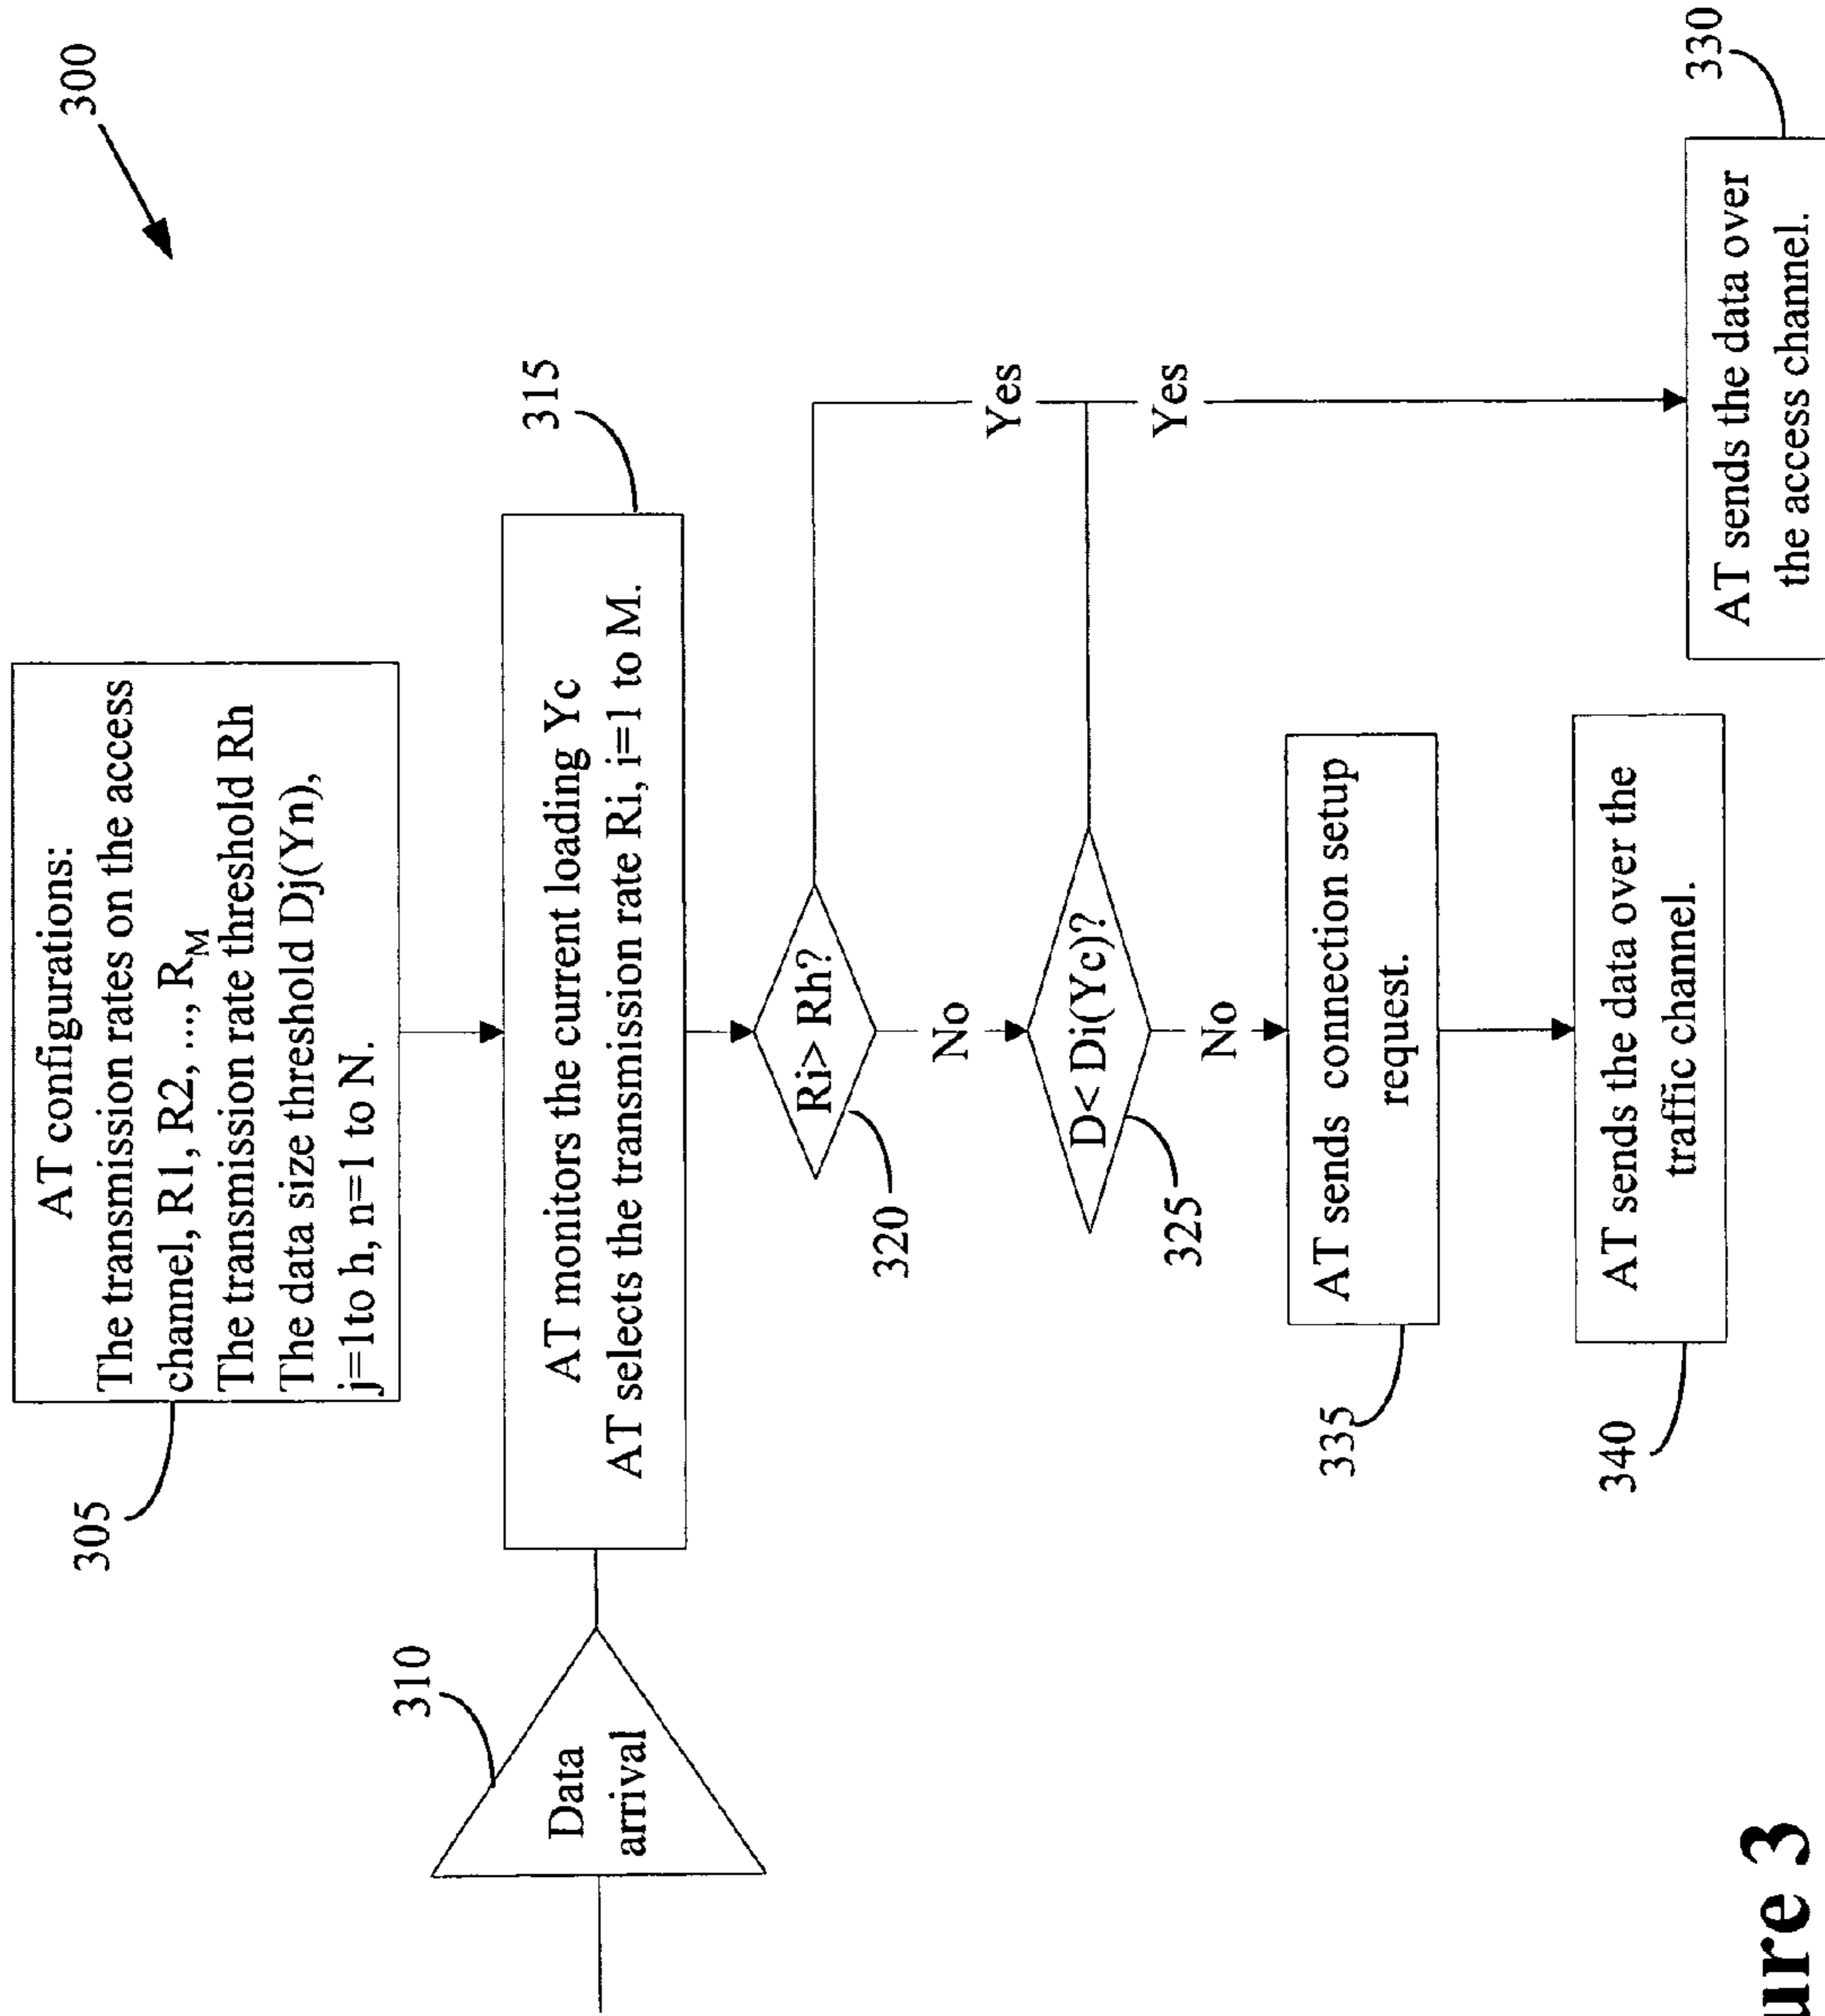 300
AT configurations:
The transmission rates on the access
channel, R1, R2, ..., RM
The transmission rate threshold Rh
The data size threshold Dj(Yn),
j=1to h, n=1 to N.
305
Data
arrival
310
AT monitors the current loading Yc
AT selects the transmission rate Ri, i=1 to M.
315
Ri> Rh?
320
Yes
No
D< Di(Yc)?
325
Yes
No
AT sends connection setup
request.
335
AT sends the data over the
traffic channel.
340
AT sends the data over
the access channel.
330
ure 3